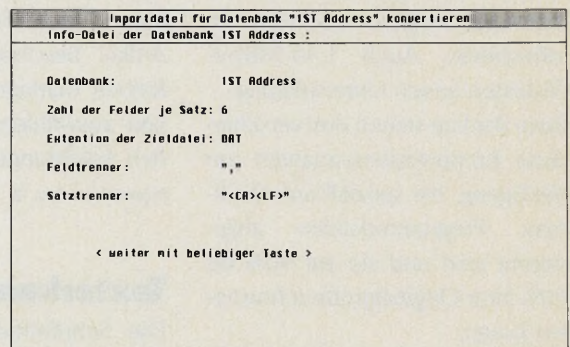 Importdatei für Datenbank "1ST Address" konvertieren
Info-Datei der Datenbank 1ST Address :
Datenbank: 1ST Address
Zahl der Felder je Satz: 6
Extention der Zieldatei: DAT
Feldtrenner: ","
Satztrenner: "<CR><LF>"
< weiter mit beliebiger Taste >